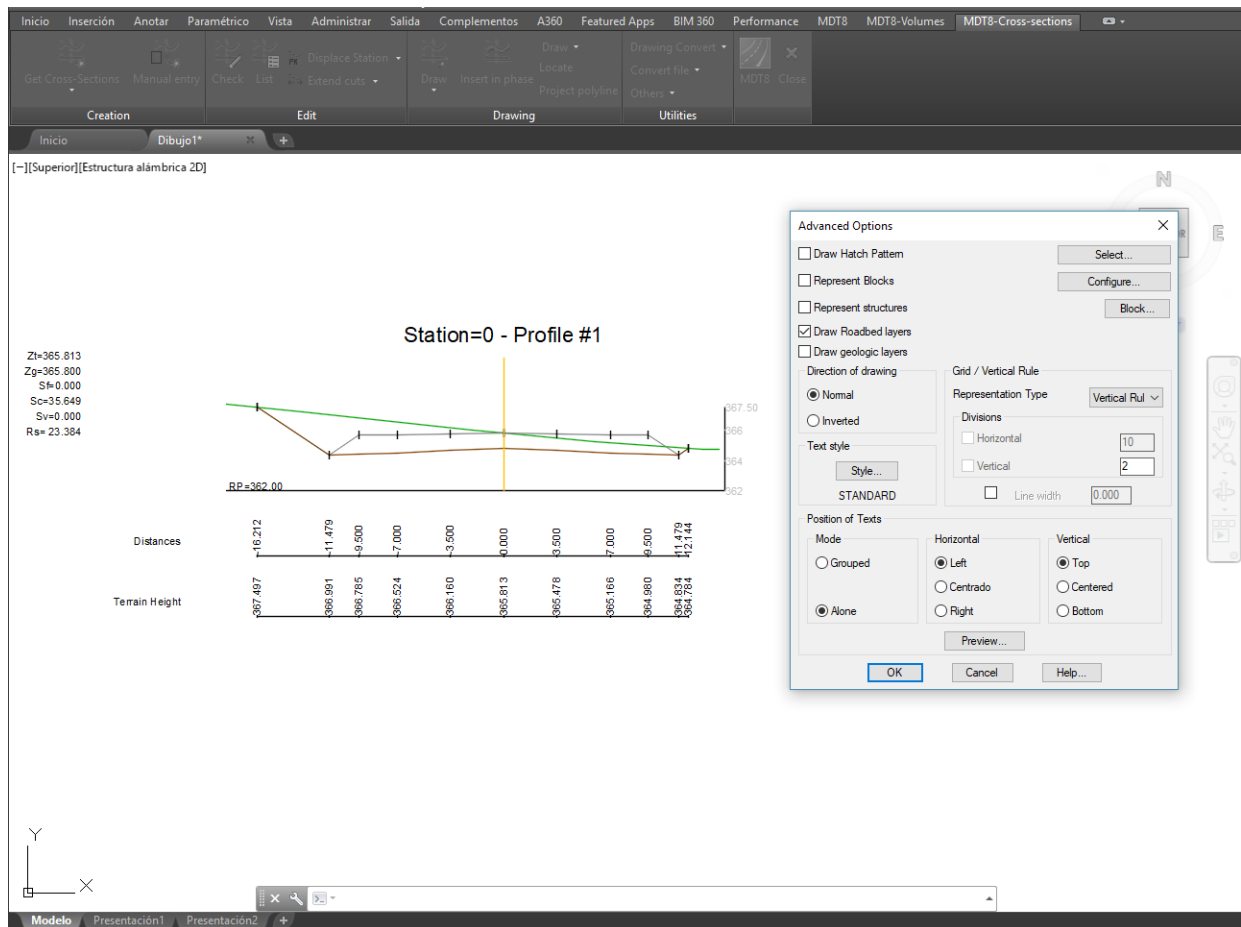 Inicio Inserción Anotar Paramétrico Vista Administrar Salida Complementos A360 Featured Apps BIM 360 Performance MDT8 MDT8-Volumes MDT8-Cross-sections
Get Cross-Sections Manual entry Check List Displace Station Draw Insert in phase Draw Drawing Convert MDT8 Close
Extend cuts Locate Convert file
Project polyline Others
Creation Edit Drawing Utilities
Inicio Dibujo1*
[−][Superior][Estructura alámbrica 2D]
N
E
Station=0 - Profile #1
Zt=365.813
Zg=365.800
Sf=0.000
Sc=35.649
Sv=0.000
Rs= 23.384
367.50
366
364
362
RP=362.00
Distances
-16.212 -11.479 -9.500 -7.000 -3.500 0.000 3.500 7.000 9.500 11.479 12.144
Terrain Height
367.497 366.991 366.785 366.524 366.160 365.813 365.478 365.166 364.980 364.834 364.784
Advanced Options
Draw Hatch Pattern Select...
Represent Blocks Configure...
Represent structures Block...
Draw Roadbed layers
Draw geologic layers
Direction of drawing
Normal
Inverted
Text style
Style...
STANDARD
Grid / Vertical Rule
Representation Type Vertical Rul
Divisions
Horizontal 10
Vertical 2
Line width 0.000
Position of Texts
Mode
Grouped
Alone
Horizontal
Left
Centrado
Right
Vertical
Top
Centered
Bottom
Preview...
OK Cancel Help...
Y
X
Modelo Presentación1 Presentación2